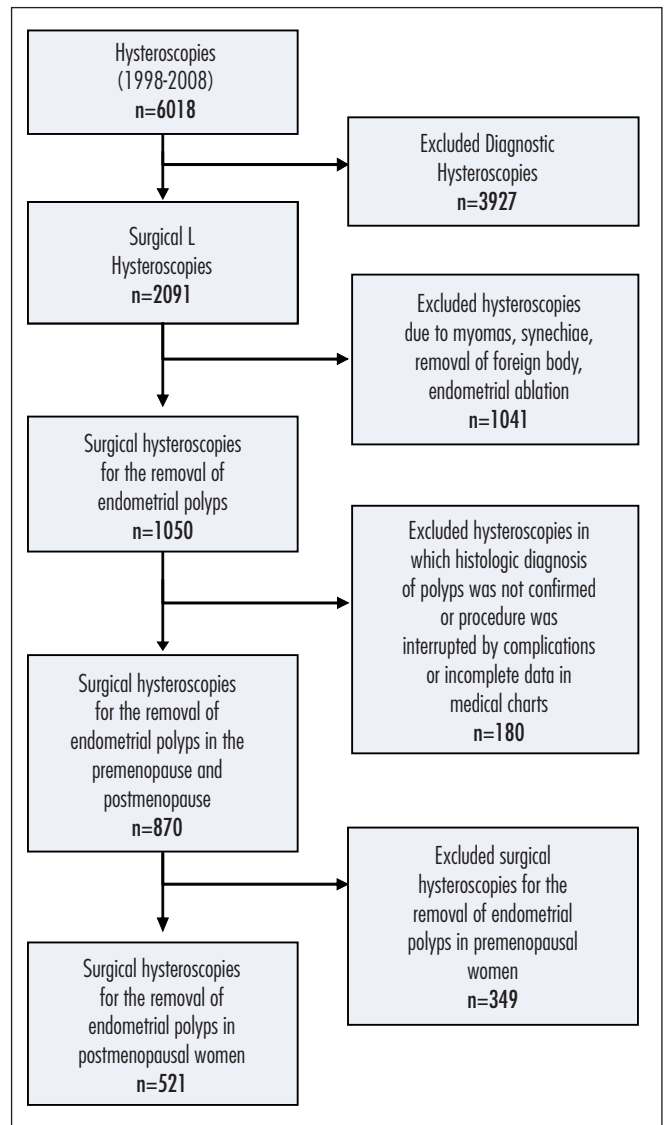 Hysteroscopies
(1998-2008)
n=6018
Excluded Diagnostic
Hysteroscopies
n=3927
Surgical L
Hysteroscopies
n=2091
Excluded hysteroscopies
due to myomas, synechiae,
removal of foreign body,
endometrial ablation
n=1041
Surgical hysteroscopies
for the removal of
endometrial polyps
n=1050
Excluded hysteroscopies in
which histologic diagnosis
of polyps was not confirmed
or procedure was
interrupted by complications
or incomplete data in
medical charts
n=180
Surgical hysteroscopies
for the removal of
endometrial polyps in the
premenopause and
postmenopause
n=870
Excluded surgical
hysteroscopies for the
removal of endometrial
polyps in premenopausal
women
n=349
Surgical hysteroscopies
for the removal of
endometrial polyps in
postmenopausal women
n=521